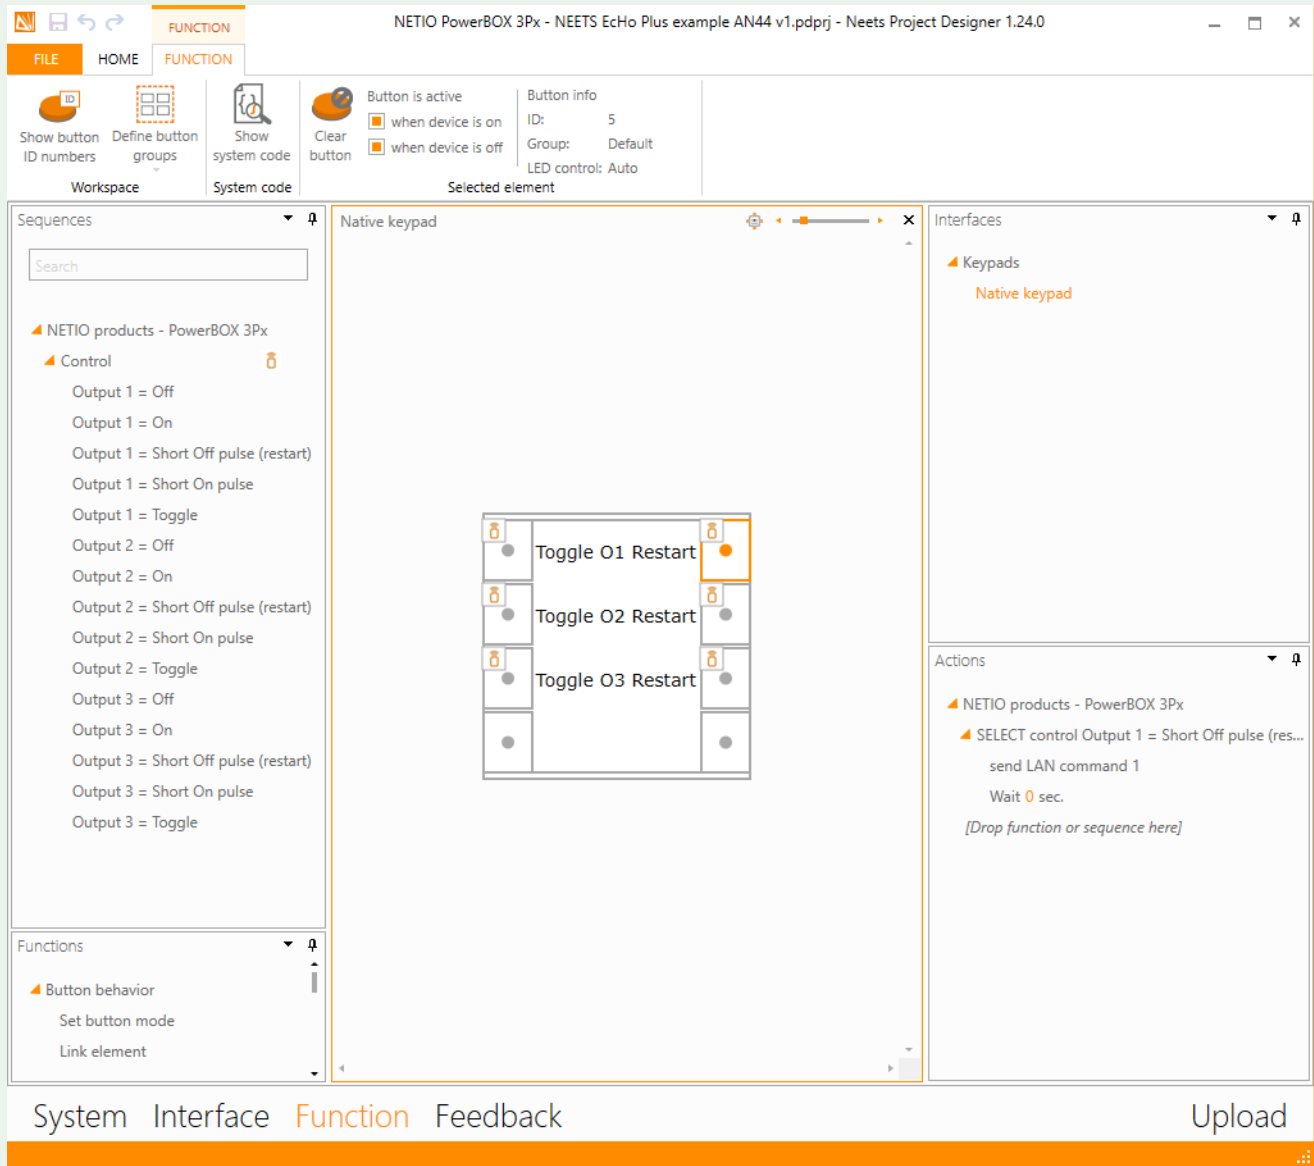 FUNCTION
NETIO PowerBOX 3Px - NEETS EcHo Plus example AN44 v1.pdprj - Neets Project Designer 1.24.0
FILE HOME FUNCTION
ID
Show button
ID numbers
Define button
groups
Workspace
Show
system code
System code
Clear
button
Button is active
when device is on
when device is off
Button info
ID: 5
Group: Default
LED control: Auto
Selected element
Sequences
Search
NETIO products - PowerBOX 3Px
Control
Output 1 = Off
Output 1 = On
Output 1 = Short Off pulse (restart)
Output 1 = Short On pulse
Output 1 = Toggle
Output 2 = Off
Output 2 = On
Output 2 = Short Off pulse (restart)
Output 2 = Short On pulse
Output 2 = Toggle
Output 3 = Off
Output 3 = On
Output 3 = Short Off pulse (restart)
Output 3 = Short On pulse
Output 3 = Toggle
Functions
Button behavior
Set button mode
Link element
Native keypad
Toggle O1 Restart
Toggle O2 Restart
Toggle O3 Restart
Interfaces
Keypads
Native keypad
Actions
NETIO products - PowerBOX 3Px
SELECT control Output 1 = Short Off pulse (res...
send LAN command 1
Wait 0 sec.
[Drop function or sequence here]
System Interface Function Feedback Upload